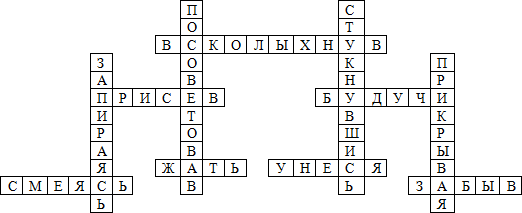 ПОСОВЕТОВАВ
СТУКНУВШИСЬ
ВСКОЛЫХНУВ
ЗАПИРАЯСЬ
ПРИКРЫВАЯ
ПРИСЕВ
БУДУЧИ
ЖАТЬ
УНЕСЯ
СМЕЯСЬ
ЗАБЫВ